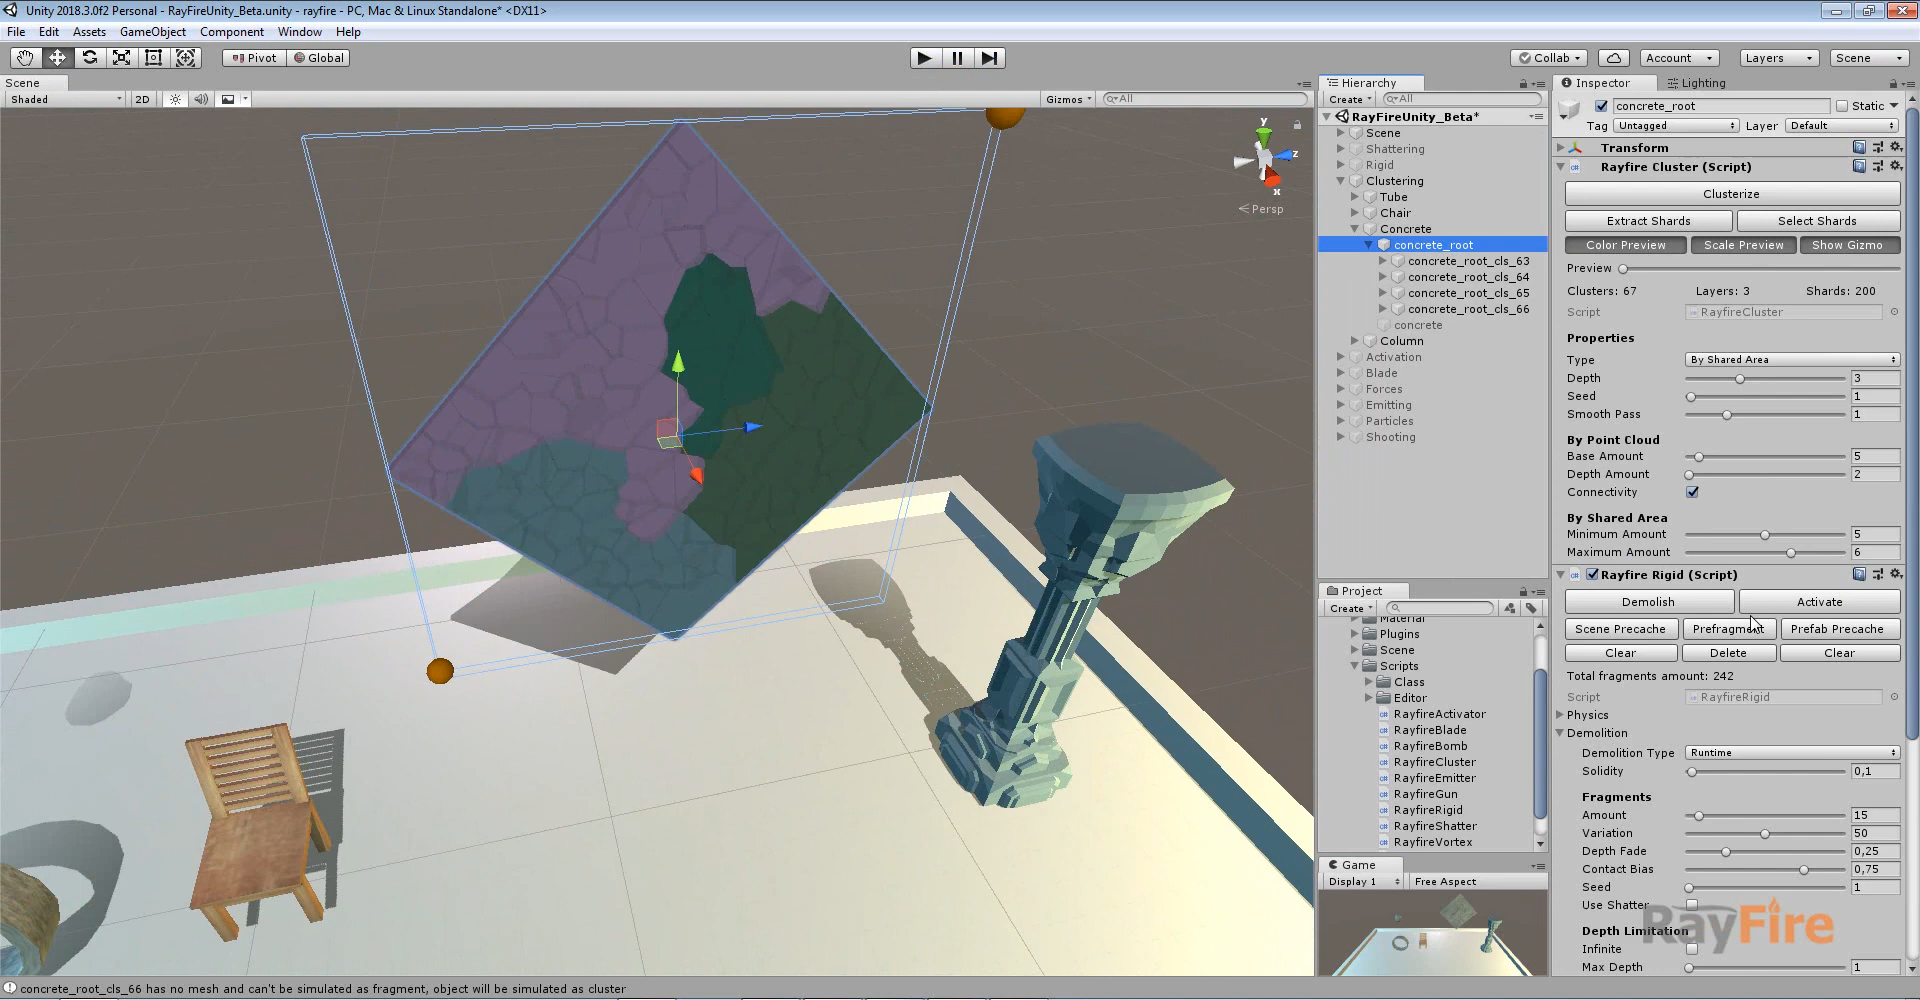 Unity 2018.3.0f2 Personal - RayFireUnity_Beta.unity - rayfire - PC, Mac & Linux Standalone* <DX11>
File Edit Assets GameObject Component Window Help
Pivot Global Collab Account Layers Scene
Scene
Shaded 2D Gizmos All
y
z
x
Persp
Hierarchy
Create All
RayFireUnity_Beta*
Scene
Shattering
Rigid
Clustering
Tube
Chair
Concrete
concrete_root
concrete_root_cls_63
concrete_root_cls_64
concrete_root_cls_65
concrete_root_cls_66
concrete
Column
Activation
Blade
Forces
Emitting
Particles
Shooting
Project
Create
Material
Plugins
Scene
Scripts
Class
Editor
RayfireActivator
RayfireBlade
RayfireBomb
RayfireCluster
RayfireEmitter
RayfireGun
RayfireRigid
RayfireShatter
RayfireVortex
Game
Display 1 Free Aspect
Inspector Lighting
concrete_root Static
Tag Untagged Layer Default
Transform
Rayfire Cluster (Script)
Clusterize
Extract Shards Select Shards
Color Preview Scale Preview Show Gizmo
Preview
Clusters: 67 Layers: 3 Shards: 200
Script RayfireCluster
Properties
Type By Shared Area
Depth 3
Seed 1
Smooth Pass 1
By Point Cloud
Base Amount 5
Depth Amount 2
Connectivity
By Shared Area
Minimum Amount 5
Maximum Amount 6
Rayfire Rigid (Script)
Demolish Activate
Scene Precache Prefragment Prefab Precache
Clear Delete Clear
Total fragments amount: 242
Script RayfireRigid
Physics
Demolition
Demolition Type Runtime
Solidity 0,1
Fragments
Amount 15
Variation 50
Depth Fade 0,25
Contact Bias 0,75
Seed 1
Use Shatter
Depth Limitation
Infinite
Max Depth 1
RayFire
concrete_root_cls_66 has no mesh and can't be simulated as fragment, object will be simulated as cluster